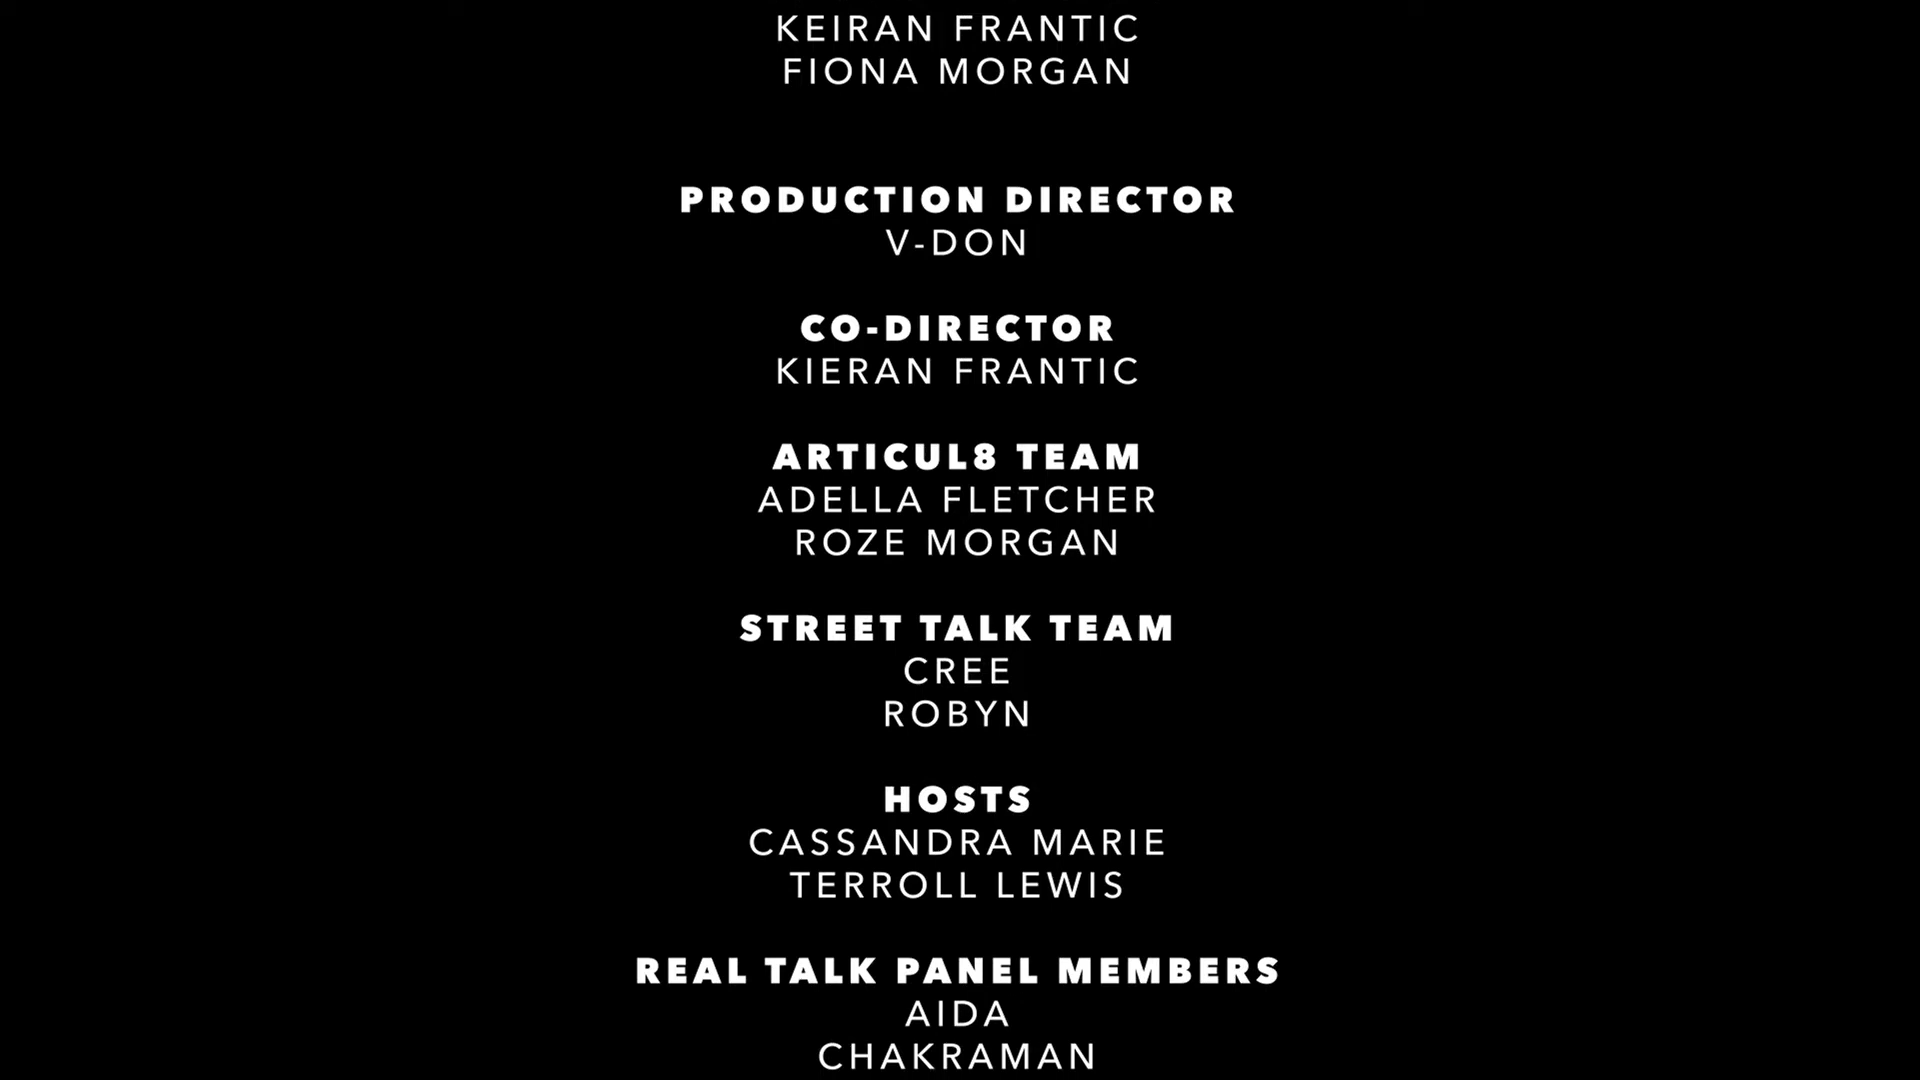 KEIRAN FRANTIC
FIONA MORGAN
PRODUCTION DIRECTOR
V-DON
CO-DIRECTOR
KIERAN FRANTIC
ARTICUL8 TEAM
ADELLA FLETCHER
ROZE MORGAN
STREET TALK TEAM
CREE
ROBYN
HOSTS
CASSANDRA MARIE
TERROLL LEWIS
REAL TALK PANEL MEMBERS
AIDA
CHAKRAMAN